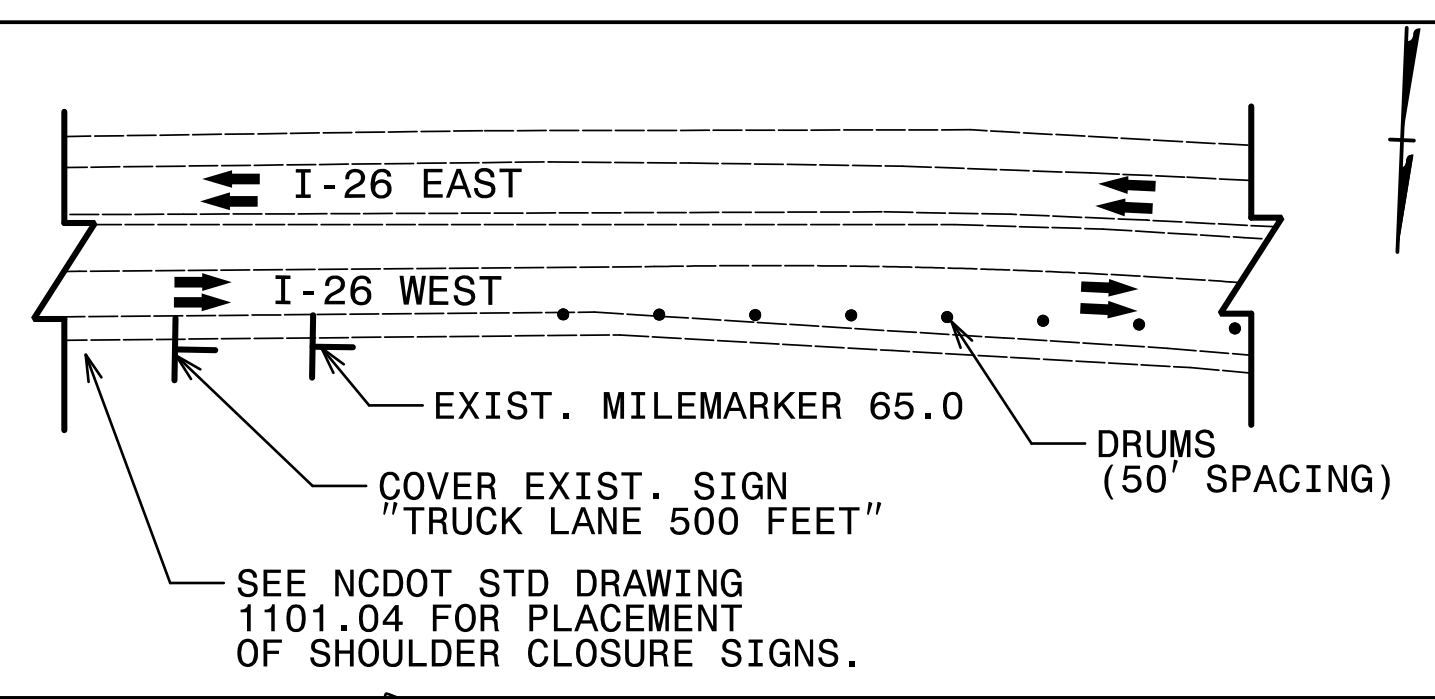 I-26 EAST
I-26 WEST
EXIST. MILEMARKER 65.0
DRUMS
(50' SPACING)
COVER EXIST. SIGN
"TRUCK LANE 500 FEET"
SEE NCDOT STD DRAWING
1101.04 FOR PLACEMENT
OF SHOULDER CLOSURE SIGNS.